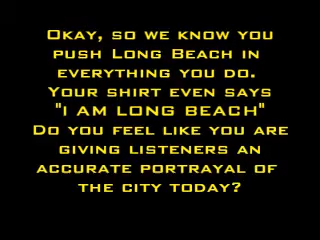 Okay, so we know you
push Long Beach in
everything you do.
Your shirt even says
"I AM LONG BEACH"
Do you feel like you are
giving listeners an
accurate portrayal of
the city today?